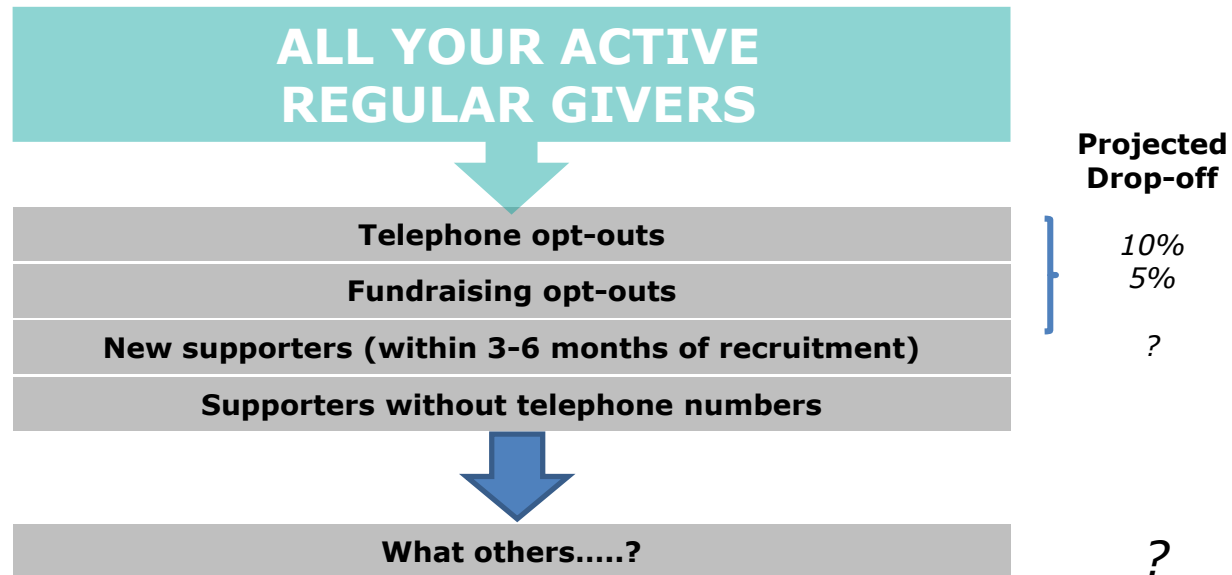 ALL YOUR ACTIVE
REGULAR GIVERS
Projected
Drop-off
Telephone opt-outs
10%
5%
Fundraising opt-outs
New supporters (within 3-6 months of recruitment)
?
Supporters without telephone numbers
What others.....?
?